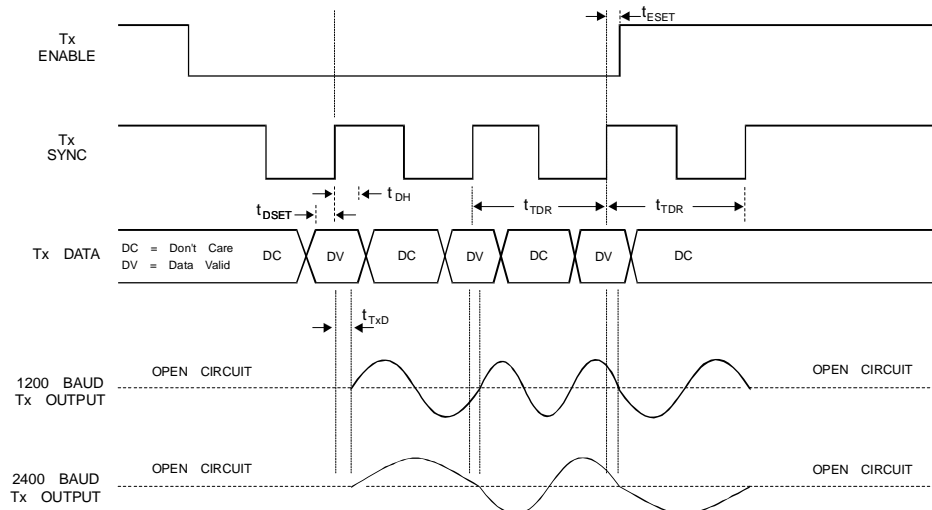 tESET
Tx
ENABLE
Tx
SYNC
tDH
tDSET
tTDR
tTDR
Tx DATA
DC = Don't Care
DV = Data Valid
DC
DV
DC
DV
DC
DV
DC
tTxD
OPEN CIRCUIT
OPEN CIRCUIT
1200 BAUD
Tx OUTPUT
OPEN CIRCUIT
OPEN CIRCUIT
2400 BAUD
Tx OUTPUT